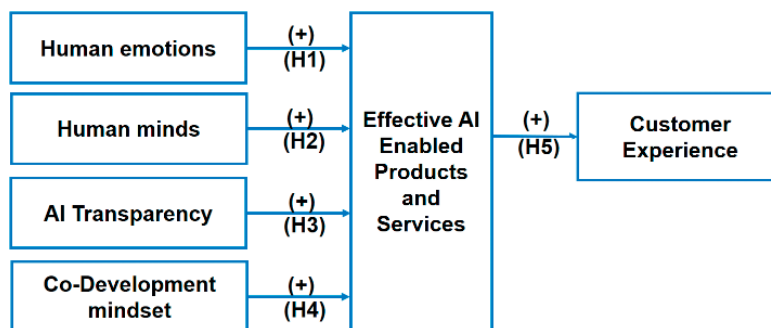 Human emotions
(+)
(H1)
Human minds
(+)
(H2)
AI Transparency
(+)
(H3)
Co-Development
mindset
(+)
(H4)
Effective AI
Enabled
Products
and
Services
(+)
(H5)
Customer
Experience